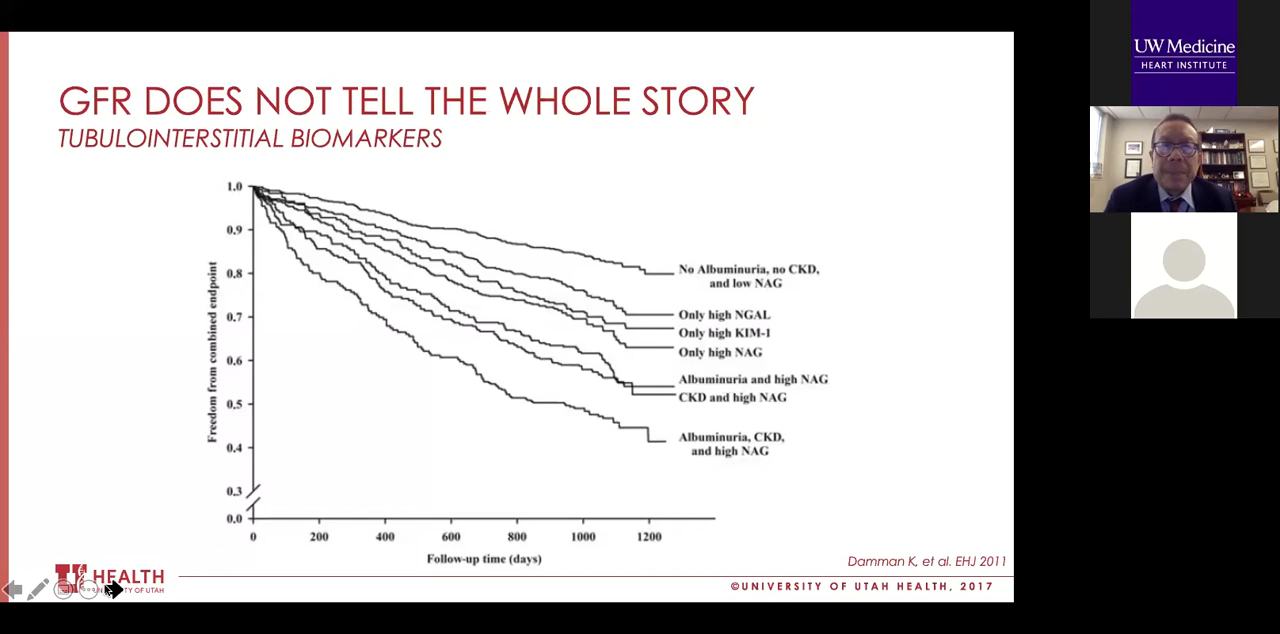 GFR DOES NOT TELL THE WHOLE STORY
TUBULOINTERSTITIAL BIOMARKERS
1.0
0.9
0.8
0.7
0.6
0.5
0.4
0.3
0.0
Freedom from combined endpoint
No Albuminuria, no CKD,
and low NAG
Only high NGAL
Only high KIM-1
Only high NAG
Albuminuria and high NAG
CKD and high NAG
Albuminuria, CKD,
and high NAG
0 200 400 600 800 1000 1200
Follow-up time (days)
Damman K, et al. EHJ 2011
HEALTH
UNIVERSITY OF UTAH
©UNIVERSITY OF UTAH HEALTH, 2017
UW Medicine
HEART INSTITUTE